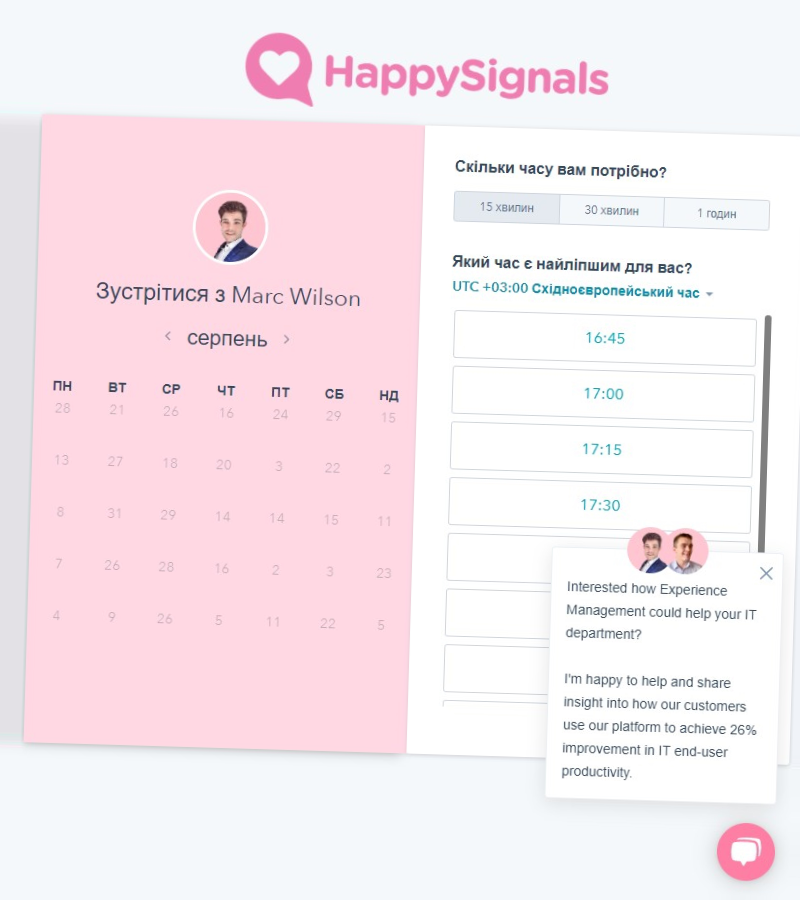 HappySignals
Зустрітися з Marc Wilson
серпень
ПН ВТ СР ЧТ ПТ СБ НД
28 21 26 16 24 29 15
13 27 18 20 3 22 2
8 31 29 14 14 15 11
7 26 28 16 2 3 23
4 9 26 5 11 22 5
Скільки часу вам потрібно?
15 хвилин 30 хвилин 1 годин
Який час є найліпшим для вас?
UTC +03:00 Східноєвропейський час
16:45
17:00
17:15
17:30
Interested how Experience
Management could help your IT
department?
I'm happy to help and share
insight into how our customers
use our platform to achieve 26%
improvement in IT end-user
productivity.